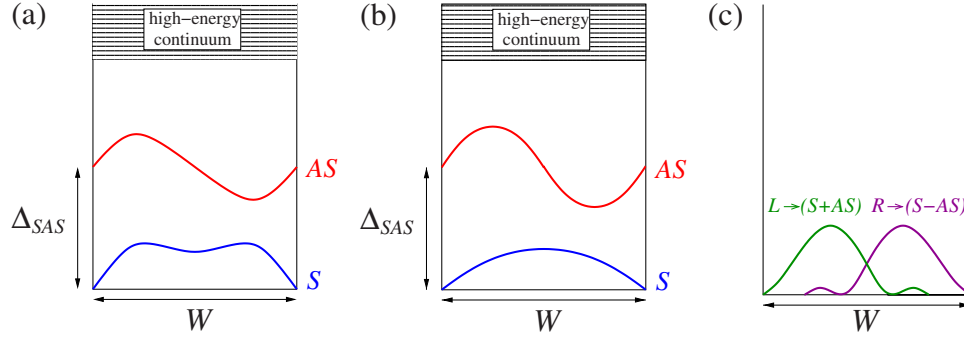 (a)
high-energy
continuum
AS
Δ_SAS
S
W
(b)
high-energy
continuum
AS
Δ_SAS
S
W
(c)
L→(S+AS) R→(S−AS)
W